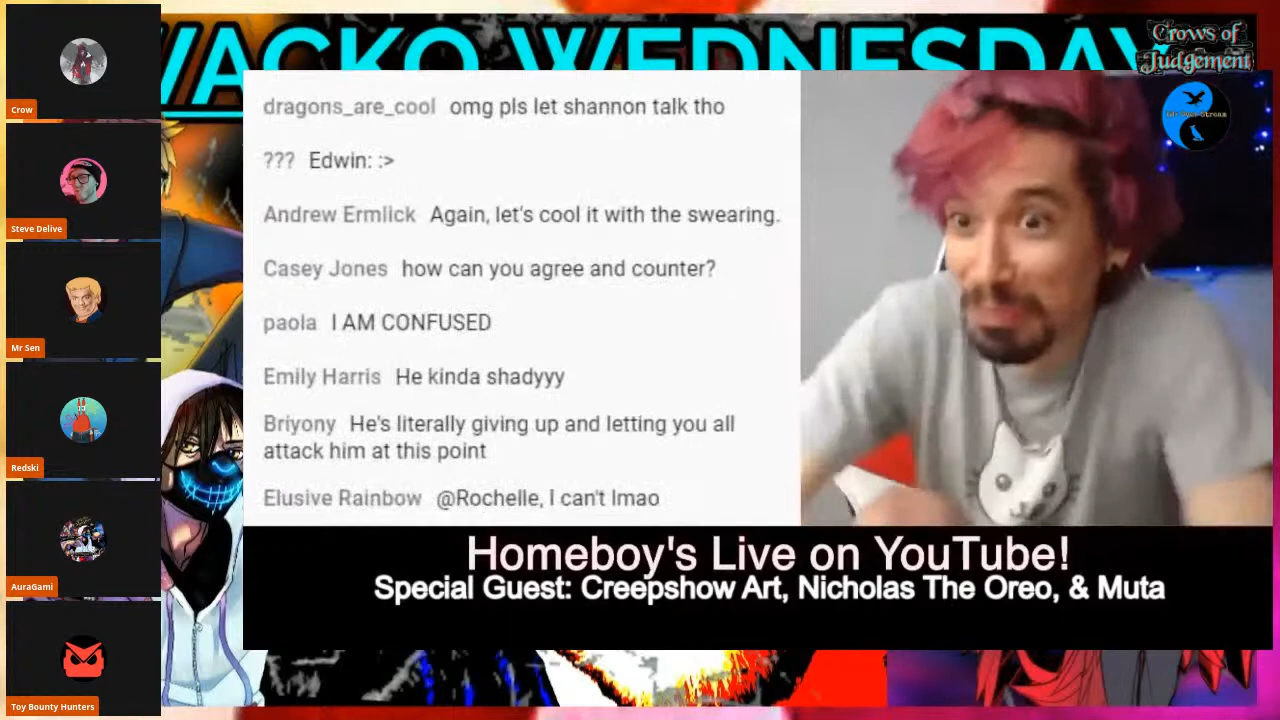 WACKO WEDNESDAY
Crows of
Judgement
Crow
Steve Delive
Mr Sen
Redski
AuraGami
Toy Bounty Hunters
dragons_are_cool omg pls let shannon talk tho
??? Edwin: :>
Andrew Ermlick Again, let's cool it with the swearing.
Casey Jones how can you agree and counter?
paola I AM CONFUSED
Emily Harris He kinda shadyyy
Briyony He's literally giving up and letting you all
attack him at this point
Elusive Rainbow @Rochelle, I can't lmao
Homeboy's Live on YouTube!
Special Guest: Creepshow Art, Nicholas The Oreo, & Muta